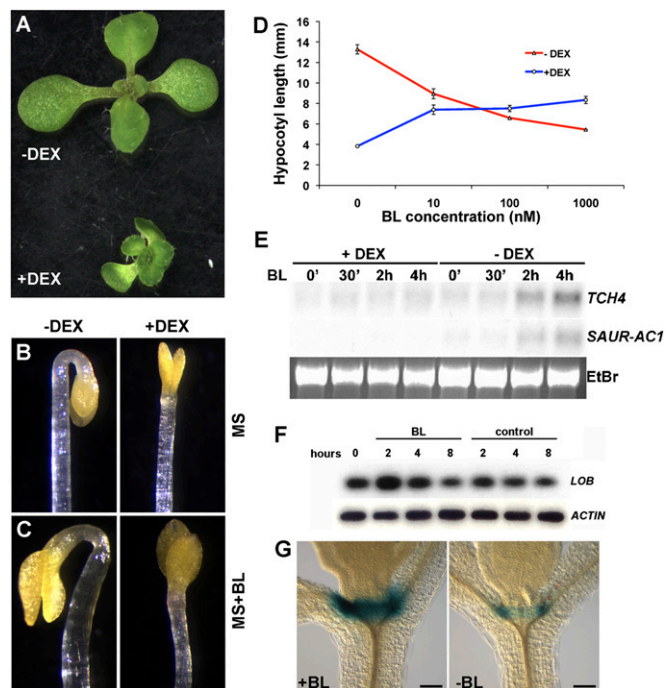 A
-DEX
+DEX
-DEX +DEX
B
MS
C
MS+BL
D
Hypocotyl length (mm)
16
14
12
10
8
6
4
2
0
- DEX
+DEX
0 10 100 1000
BL concentration (nM)
E
+ DEX - DEX
BL 0' 30' 2h 4h 0' 30' 2h 4h
TCH4
SAUR-AC1
EtBr
F
BL control
hours 0 2 4 8 2 4 8
LOB
ACTIN
G
+BL -BL